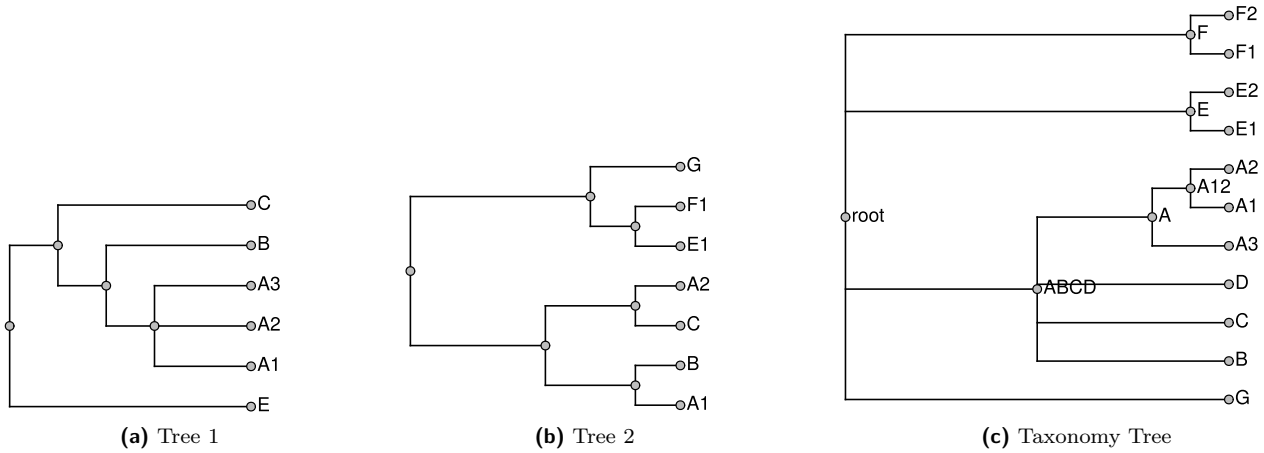 C
B
A3
A2
A1
E
(a) Tree 1
G
F1
E1
A2
C
B
A1
(b) Tree 2
F2
F
F1
E2
E
E1
A2
A12
A1
root
A
A3
D
ABCD
C
B
G
(c) Taxonomy Tree